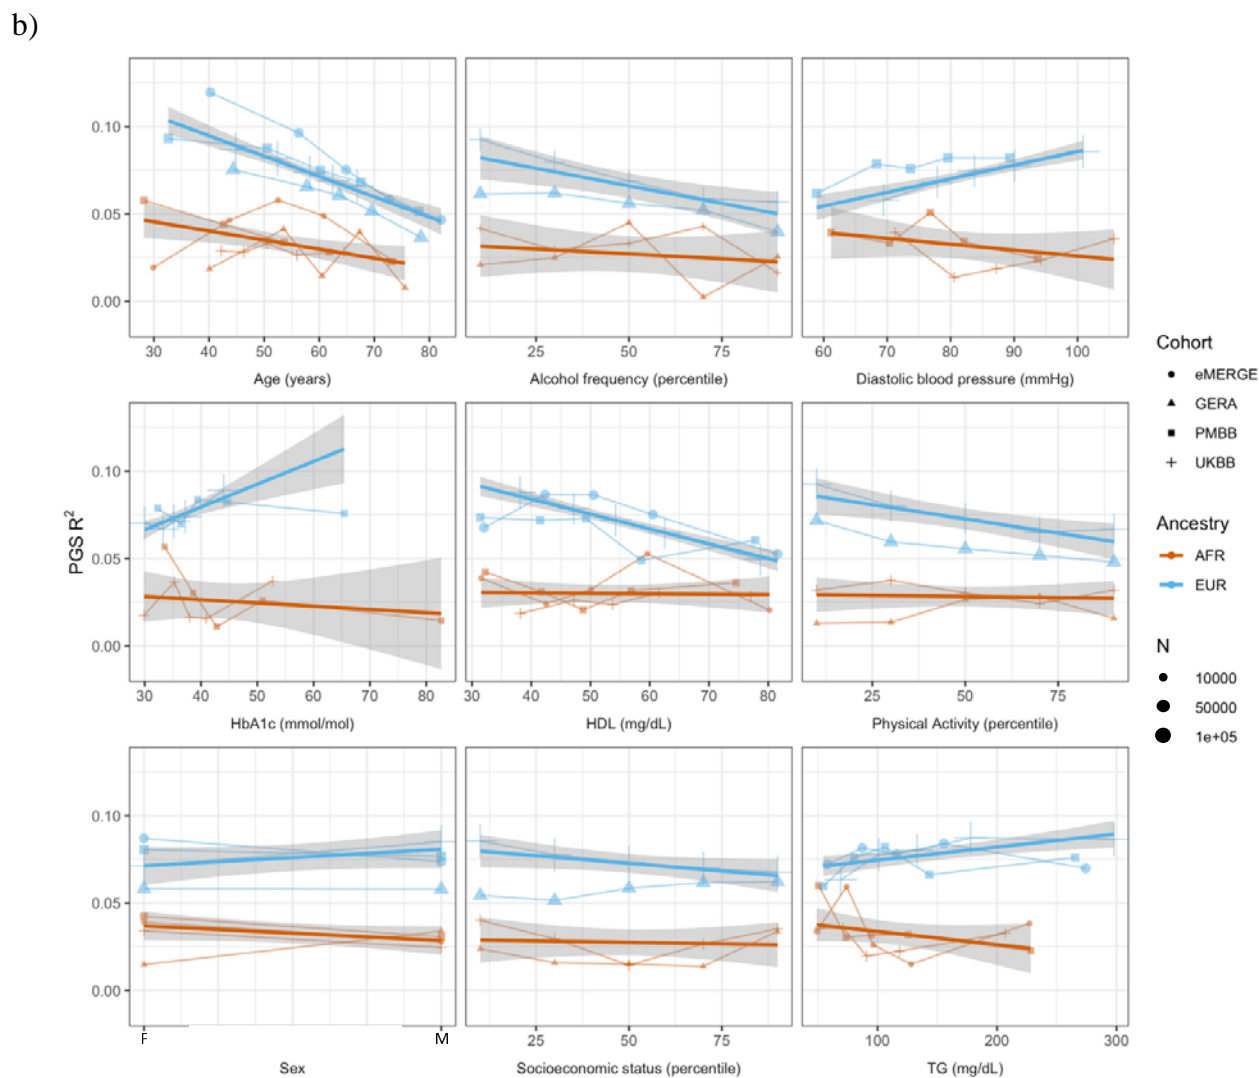 b)
0.10
0.05
0.00
30 40 50 60 70 80
25 50 75
60 70 80 90 100
Age (years)
Alcohol frequency (percentile)
Diastolic blood pressure (mmHg)
0.10
0.05
0.00
30 40 50 60 70 80
30 40 50 60 70 80
25 50 75
HbA1c (mmol/mol)
HDL (mg/dL)
Physical Activity (percentile)
PGS R²
0.10
0.05
0.00
F M
25 50 75
100 200 300
Sex
Socioeconomic status (percentile)
TG (mg/dL)
Cohort
eMERGE
GERA
PMBB
UKBB
Ancestry
AFR
EUR
N
10000
50000
1e+05